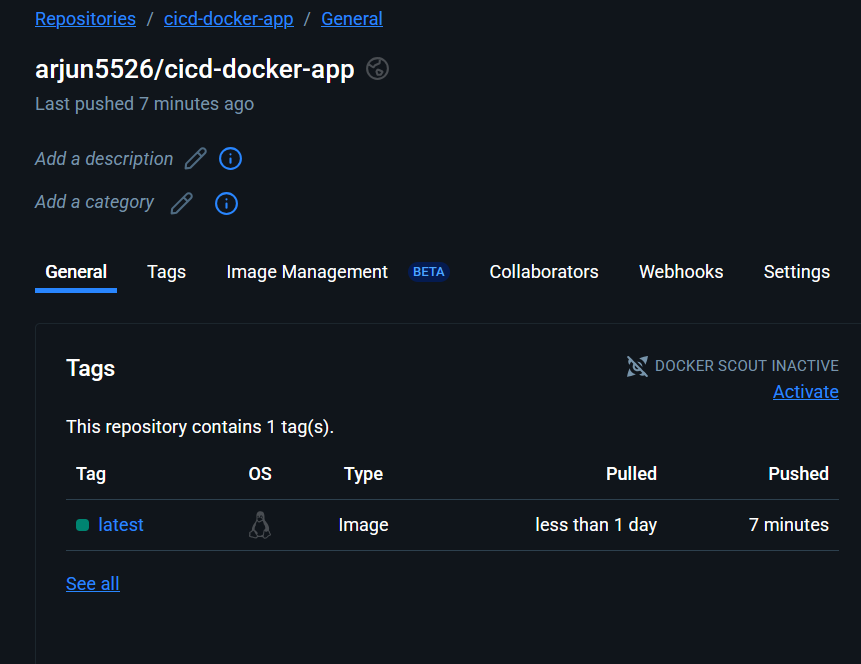 Repositories / cicd-docker-app / General
arjun5526/cicd-docker-app
Last pushed 7 minutes ago
Add a description
Add a category
General Tags Image Management BETA Collaborators Webhooks Settings
Tags
DOCKER SCOUT INACTIVE
Activate
This repository contains 1 tag(s).
Tag OS Type Pulled Pushed
latest Image less than 1 day 7 minutes
See all